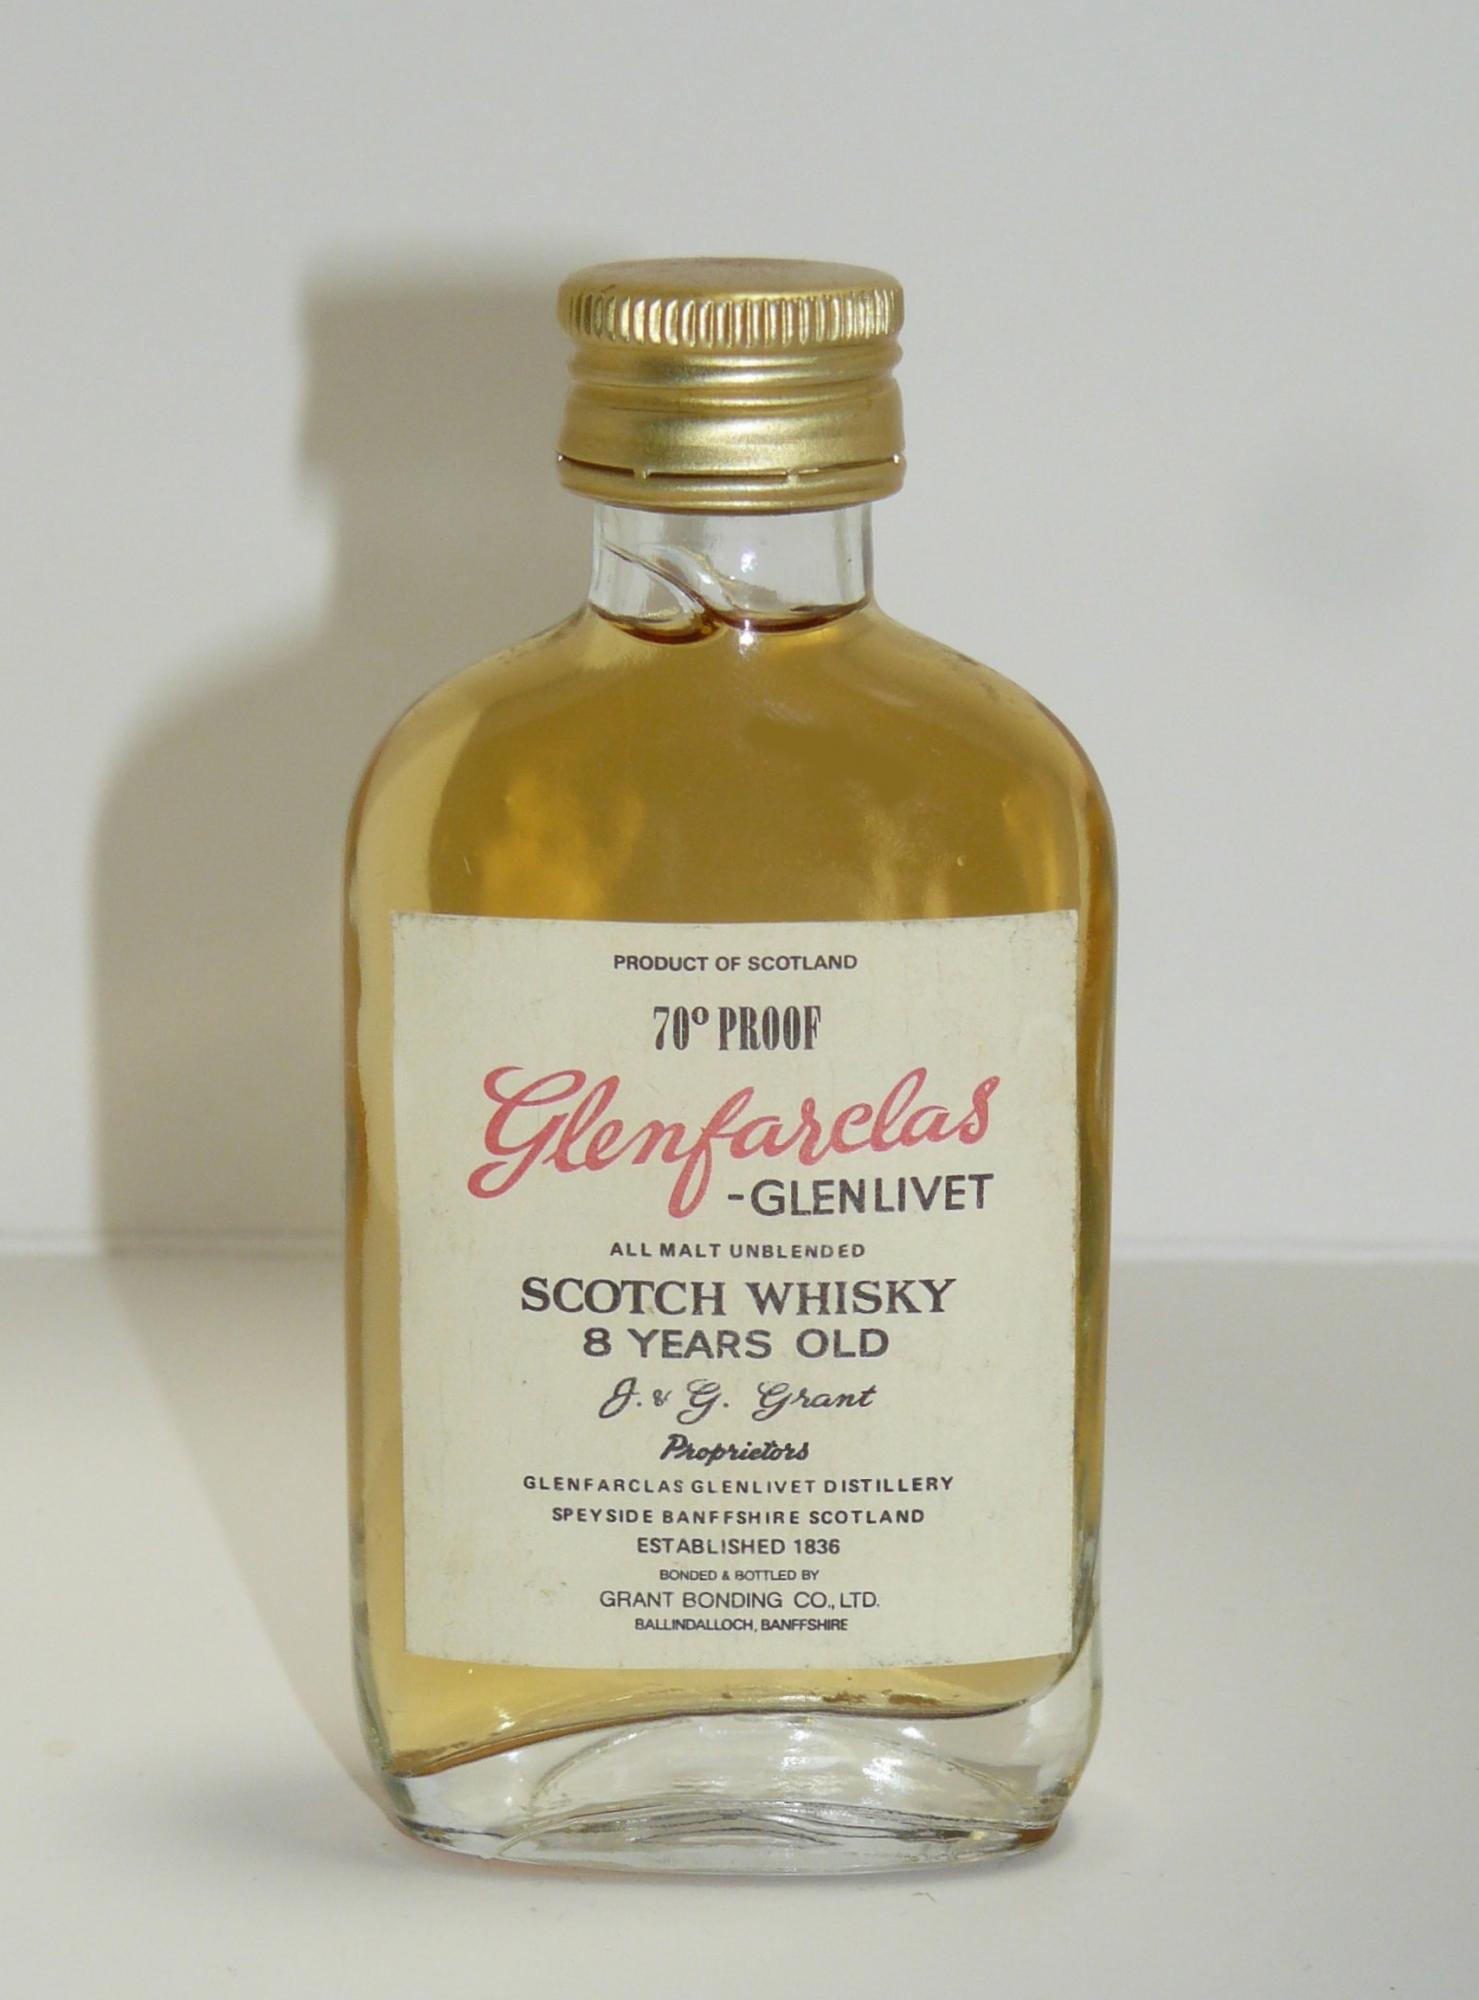 PRODUCT OF SCOTLAND
70º PROOF
Glenfarclas
-GLENLIVET
ALL MALT UNBLENDED
SCOTCH WHISKY
8 YEARS OLD
J. & G. Grant
Proprietors
GLENFARCLAS GLENLIVET DISTILLERY
SPEYSIDE BANFFSHIRE SCOTLAND
ESTABLISHED 1836
BONDED & BOTTLED BY
GRANT BONDING CO., LTD.
BALLINDALLOCH, BANFFSHIRE